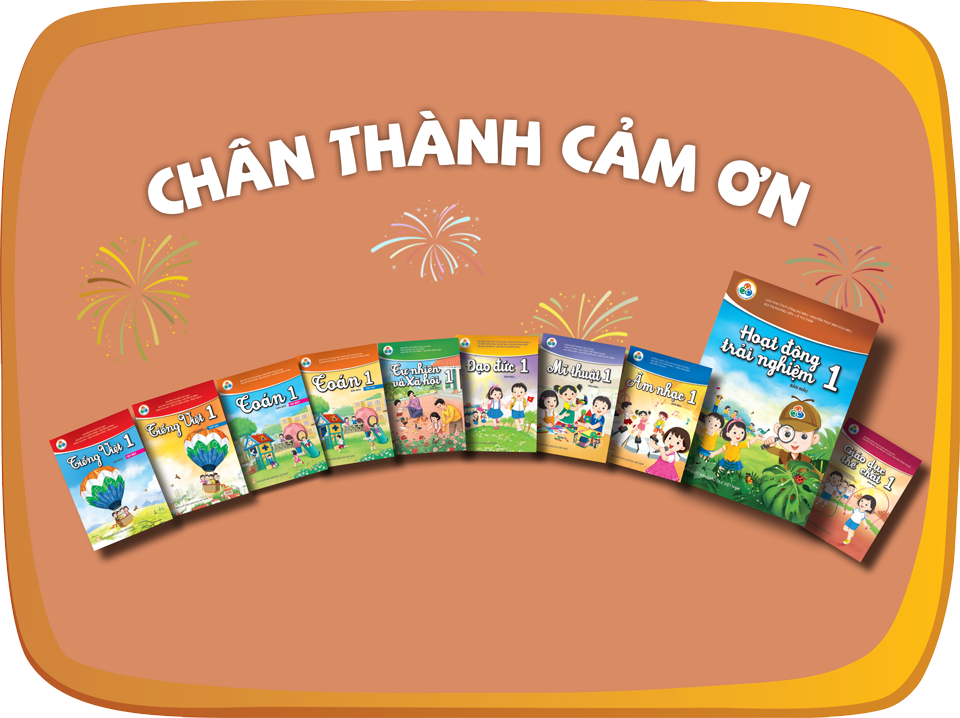 CHÂN THÀNH CẢM ƠN
Tiếng Việt 1
Tiếng Việt 1
Toán 1
Toán 1
Tự nhiên
và Xã hội 1
Đạo đức 1
Mĩ thuật 1
Âm nhạc 1
Hoạt động
trải nghiệm 1
Giáo dục
thể chất 1